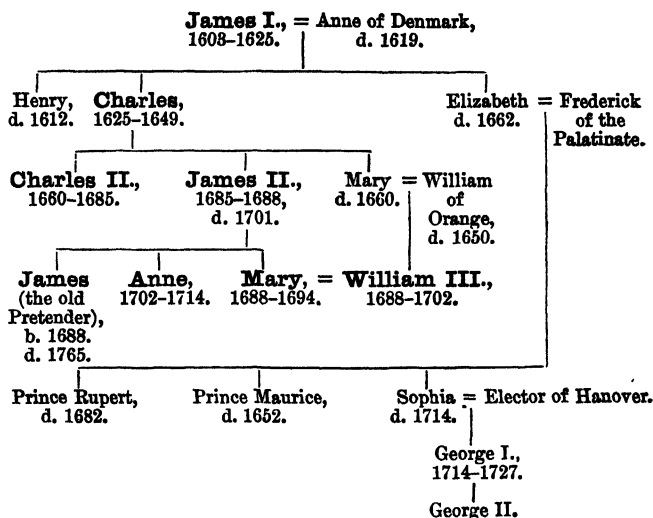 James I., = Anne of Denmark,
1603–1625. d. 1619.
Henry, Charles, Elizabeth = Frederick
d. 1612. 1625–1649. d. 1662. of the
Palatinate.
Charles II., James II., Mary = William
1660–1685. 1685–1688, d. 1660. of
d. 1701. Orange,
d. 1650.
James Anne, Mary, = William III.,
(the old 1702–1714. 1688–1694. 1688–1702.
Pretender),
b. 1688.
d. 1765.
Prince Rupert, Prince Maurice, Sophia = Elector of Hanover.
d. 1682. d. 1652. d. 1714.
George I.,
1714–1727.
George II.